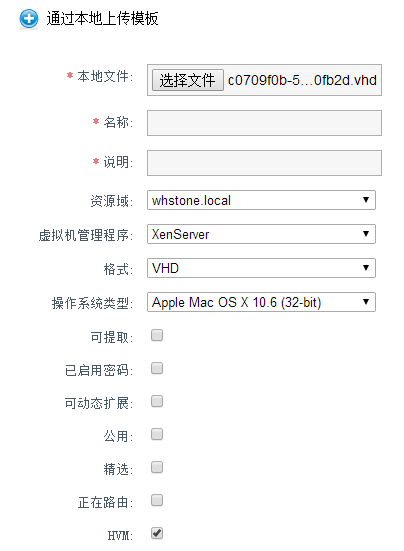 通过本地上传模板
* 本地文件: 选择文件 c0709f0b-5...0fb2d.vhd
* 名称:
* 说明:
资源域: whstone.local
虚拟机管理程序: XenServer
格式: VHD
操作系统类型: Apple Mac OS X 10.6 (32-bit)
可提取:
已启用密码:
可动态扩展:
公用:
精选:
正在路由:
HVM: